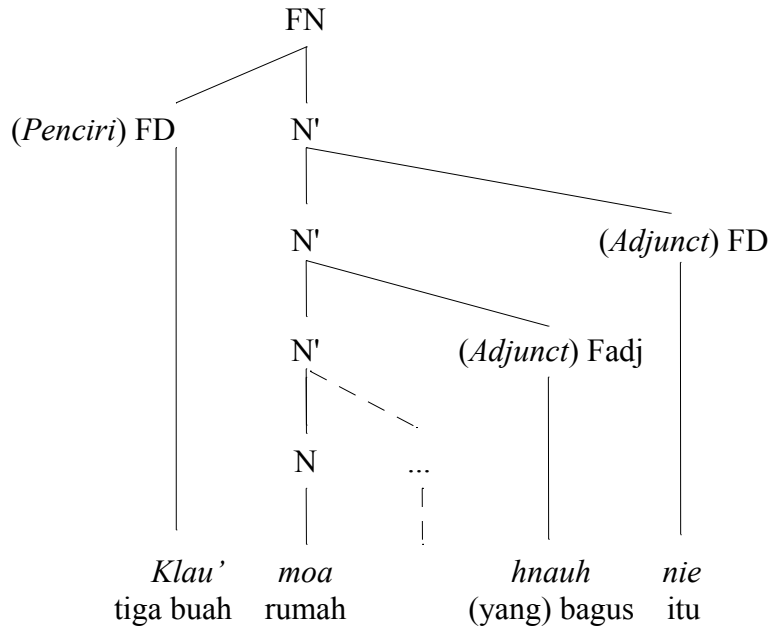 FN
(Penciri) FD N'
N' (Adjunct) FD
N' (Adjunct) Fadj
N ...
Klau’ moa hnauh nie
tiga buah rumah (yang) bagus itu